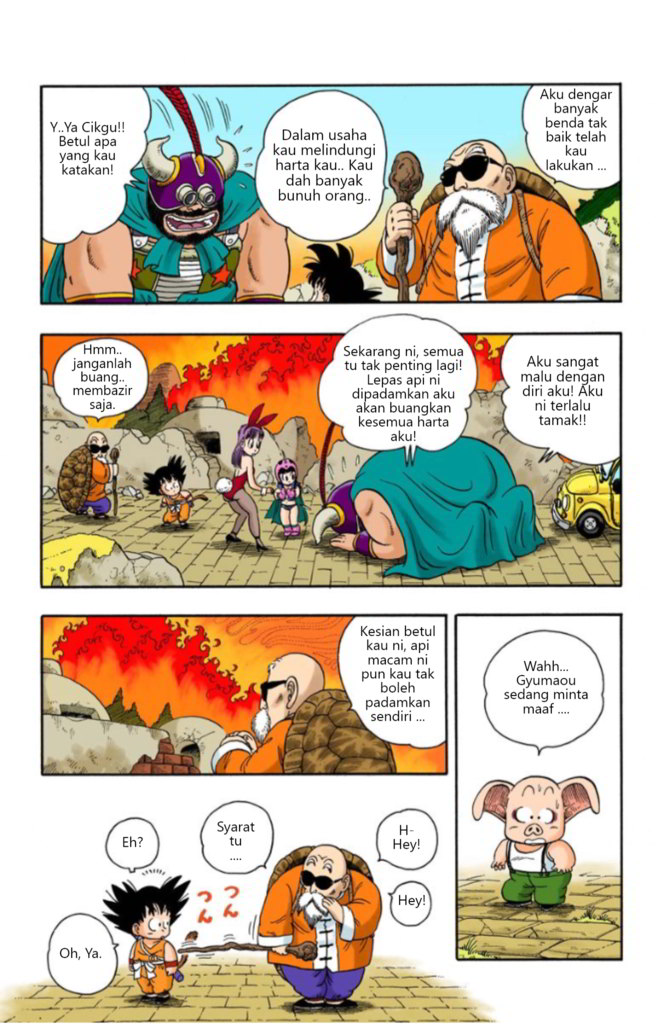 Aku dengar
banyak
benda tak
baik telah
kau
lakukan ...
Dalam usaha
kau melindungi
harta kau.. Kau
dah banyak
bunuh orang..
Y..Ya Cikgu!!
Betul apa
yang kau
katakan!
Hmm..
janganlah
buang..
membazir
saja.
Sekarang ni, semua
tu tak penting lagi!
Lepas api ni
dipadamkan aku
akan buangkan
kesemua harta
aku!
Aku sangat
malu dengan
diri aku! Aku
ni terlalu
tamak!!
Kesian betul
kau ni, api
macam ni
pun kau tak
boleh
padamkan
sendiri ...
Wahh...
Gyumaou
sedang minta
maaf ....
H-
Hey!
Hey!
Syarat
tu
....
つん
つん
Eh?
Oh, Ya.